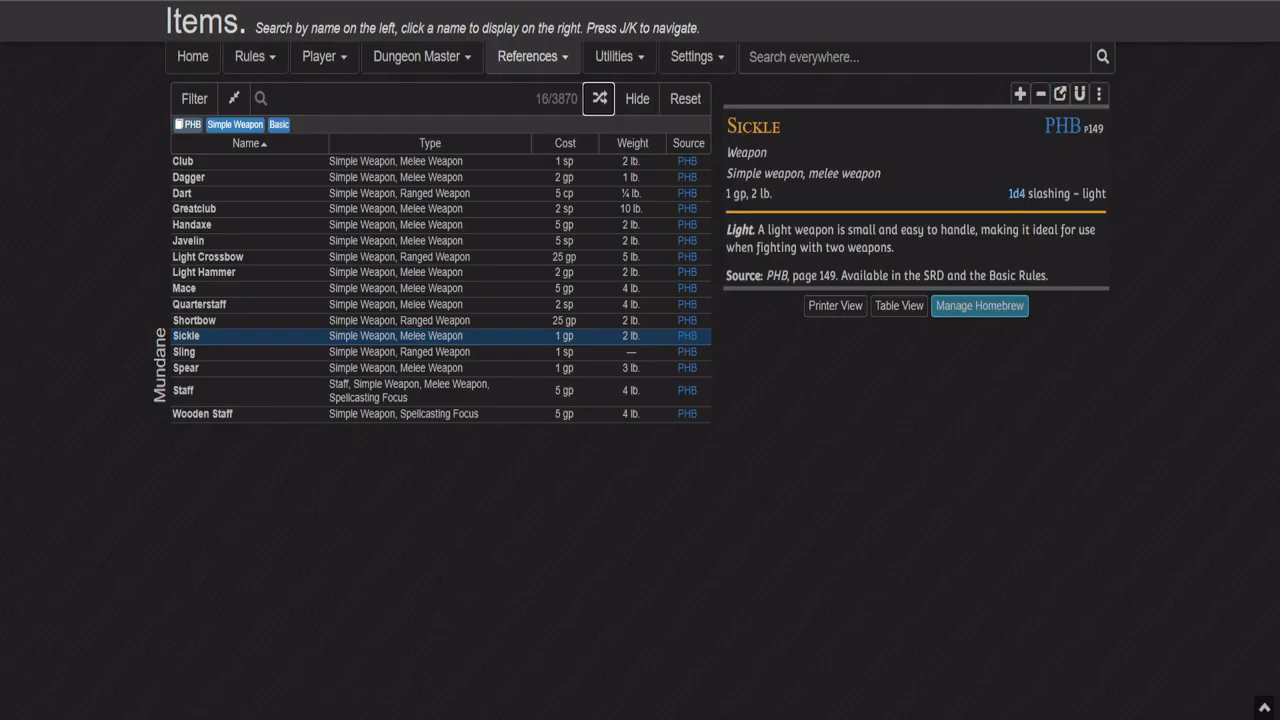 Items. Search by name on the left, click a name to display on the right. Press J/K to navigate.
Home Rules Player Dungeon Master References Utilities Settings Search everywhere...
Filter 16/3870 Hide Reset
PHB Simple Weapon Basic
Name Type Cost Weight Source
Club Simple Weapon, Melee Weapon 1 sp 2 lb. PHB
Dagger Simple Weapon, Melee Weapon 2 gp 1 lb. PHB
Dart Simple Weapon, Ranged Weapon 5 cp ¼ lb. PHB
Greatclub Simple Weapon, Melee Weapon 2 sp 10 lb. PHB
Handaxe Simple Weapon, Melee Weapon 5 gp 2 lb. PHB
Javelin Simple Weapon, Melee Weapon 5 sp 2 lb. PHB
Light Crossbow Simple Weapon, Ranged Weapon 25 gp 5 lb. PHB
Light Hammer Simple Weapon, Melee Weapon 2 gp 2 lb. PHB
Mace Simple Weapon, Melee Weapon 5 gp 4 lb. PHB
Quarterstaff Simple Weapon, Melee Weapon 2 sp 4 lb. PHB
Shortbow Simple Weapon, Ranged Weapon 25 gp 2 lb. PHB
Sickle Simple Weapon, Melee Weapon 1 gp 2 lb. PHB
Sling Simple Weapon, Ranged Weapon 1 sp — PHB
Spear Simple Weapon, Melee Weapon 1 gp 3 lb. PHB
Staff Staff, Simple Weapon, Melee Weapon, 5 gp 4 lb. PHB
Spellcasting Focus
Wooden Staff Simple Weapon, Spellcasting Focus 5 gp 4 lb. PHB
Mundane
Sickle PHB p149
Weapon
Simple weapon, melee weapon
1 gp, 2 lb. 1d4 slashing – light
Light. A light weapon is small and easy to handle, making it ideal for use
when fighting with two weapons.
Source: PHB, page 149. Available in the SRD and the Basic Rules.
Printer View Table View Manage Homebrew